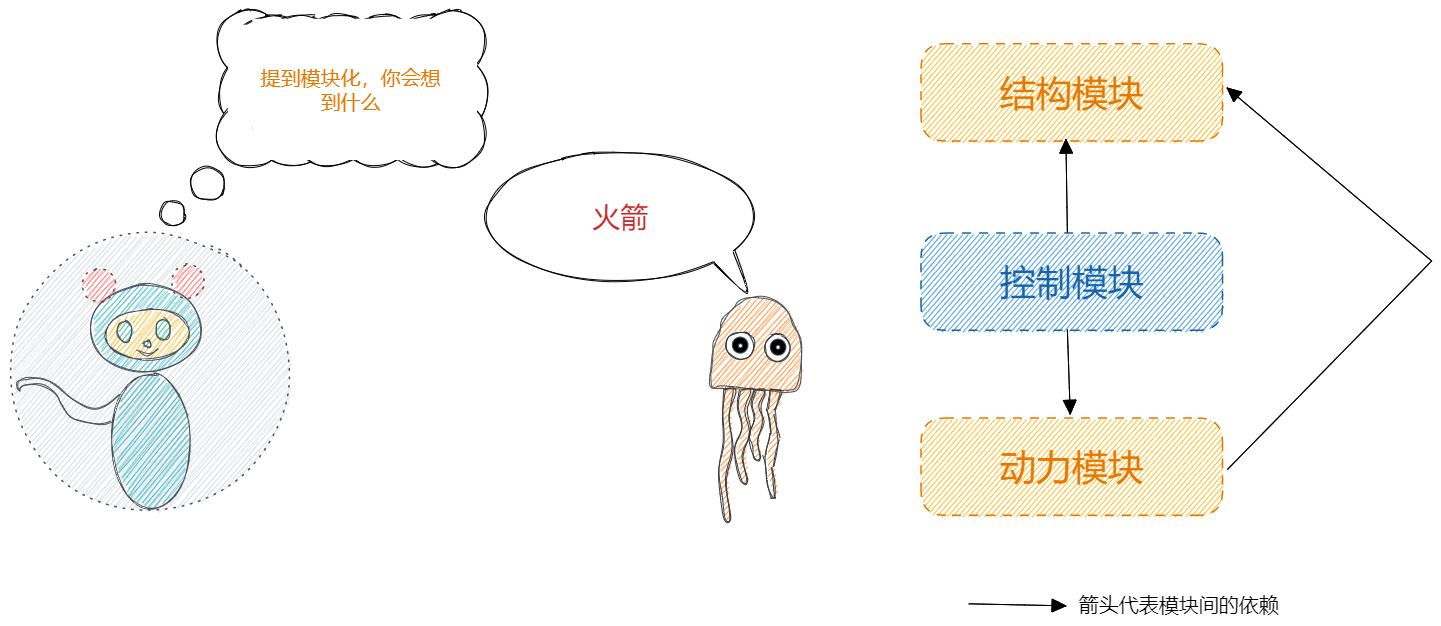 提到模块化，你会想
到什么
火箭
结构模块
控制模块
动力模块
箭头代表模块间的依赖